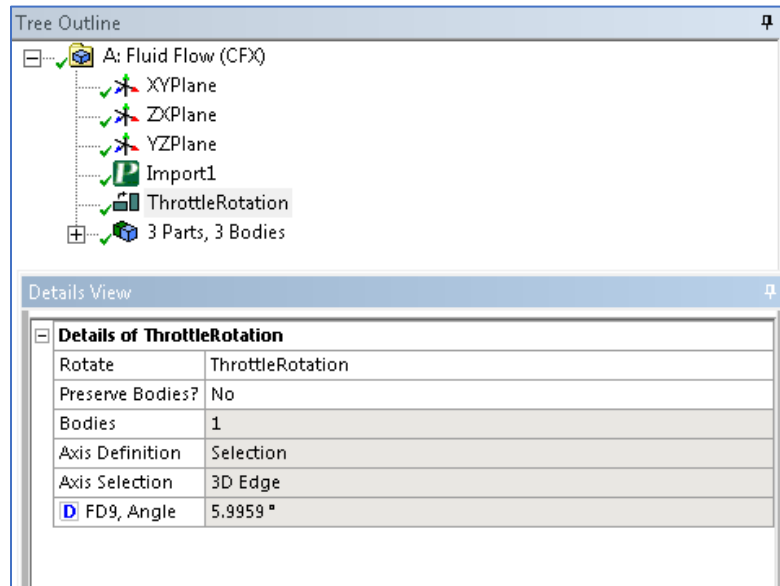 Tree Outline
A: Fluid Flow (CFX)
XYPlane
ZXPlane
YZPlane
P Import1
ThrottleRotation
3 Parts, 3 Bodies
Details View
Details of ThrottleRotation
Rotate ThrottleRotation
Preserve Bodies? No
Bodies 1
Axis Definition Selection
Axis Selection 3D Edge
D FD9, Angle 5.9959 °